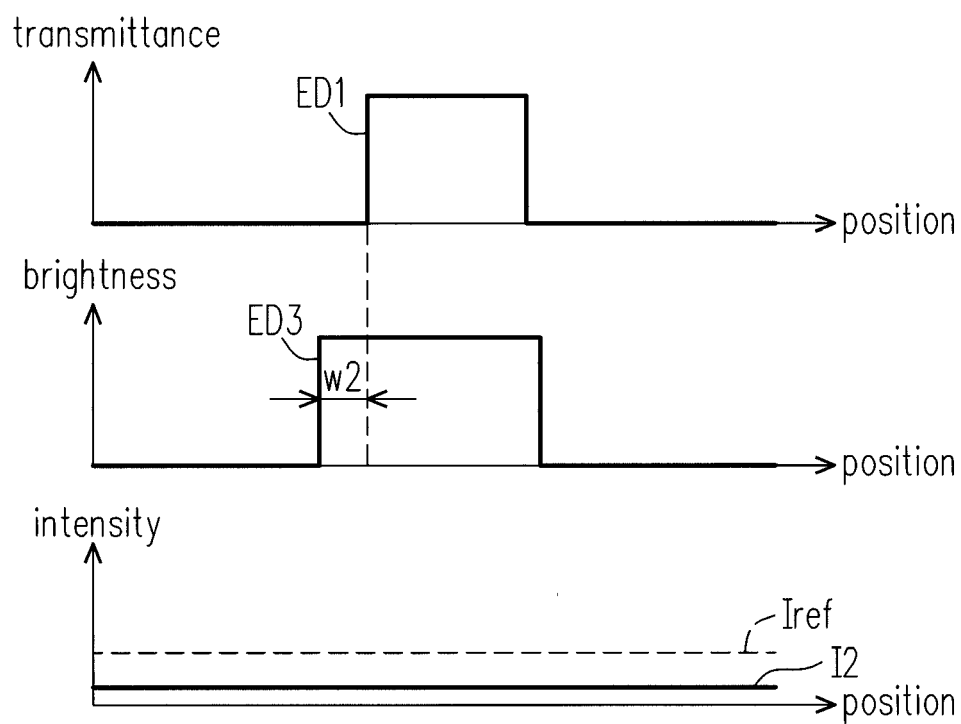 transmittance
ED1
position
brightness
ED3
w2
position
intensity
Iref
I2
position